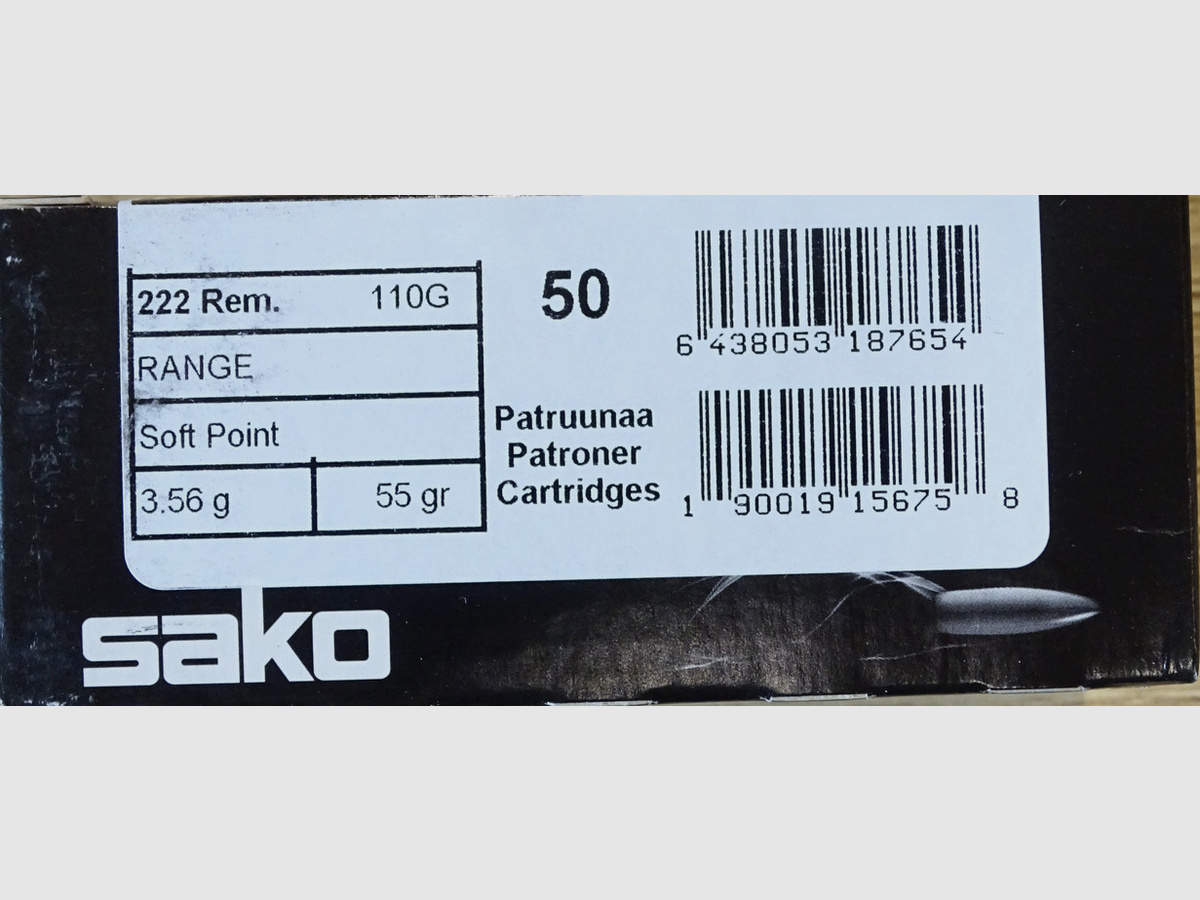 222 Rem. 110G
RANGE
Soft Point
3.56 g 55 gr
50
Patruunaa
Patroner
Cartridges
6 438053 187654
1 90019 15675 8
sako